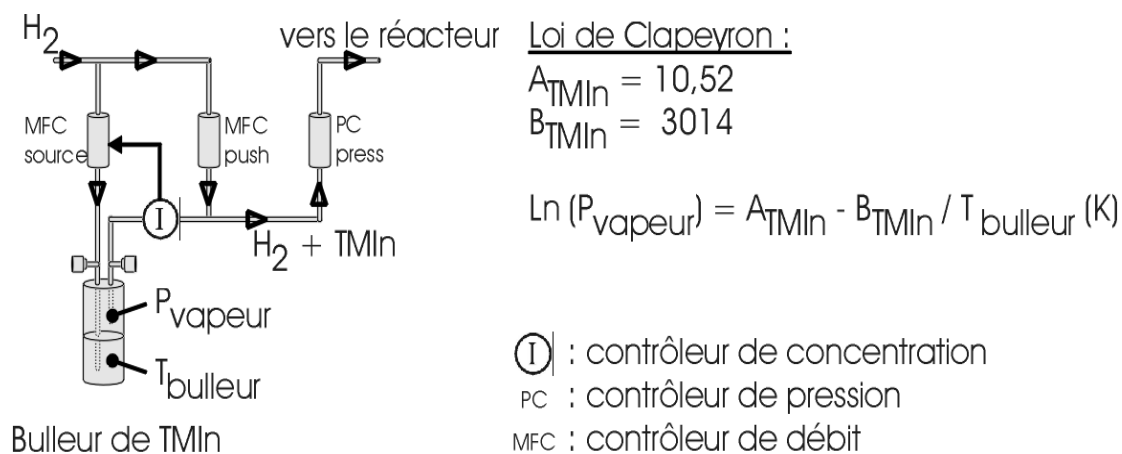 H2
vers le réacteur
MFC
source
MFC
push
PC
press
I
H2 + TMIn
Pvapeur
Tbulleur
Bulleur de TMIn
Loi de Clapeyron :
ATMIn = 10,52
BTMIn = 3014
Ln (Pvapeur) = ATMIn - BTMIn / T bulleur (K)
I : contrôleur de concentration
PC : contrôleur de pression
MFC : contrôleur de débit